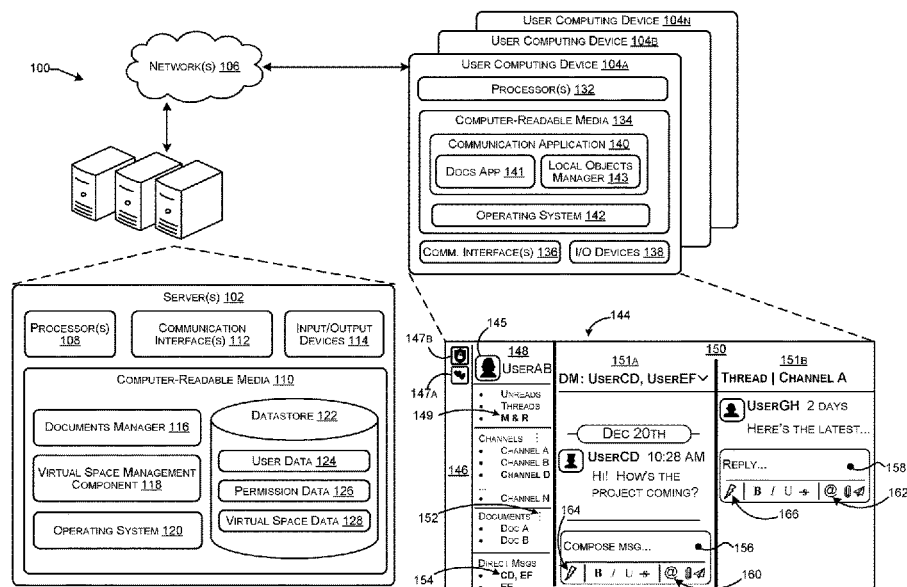 USER COMPUTING DEVICE 104N
USER COMPUTING DEVICE 104B
USER COMPUTING DEVICE 104A
100
NETWORK(S) 106
PROCESSOR(S) 132
COMPUTER-READABLE MEDIA 134
COMMUNICATION APPLICATION 140
DOCS APP 141
LOCAL OBJECTS MANAGER 143
OPERATING SYSTEM 142
COMM. INTERFACE(S) 136
I/O DEVICES 138
SERVER(S) 102
PROCESSOR(S) 108
COMMUNICATION INTERFACE(S) 112
INPUT/OUTPUT DEVICES 114
COMPUTER-READABLE MEDIA 110
DOCUMENTS MANAGER 116
VIRTUAL SPACE MANAGEMENT COMPONENT 118
OPERATING SYSTEM 120
DATASTORE 122
USER DATA 124
PERMISSION DATA 126
VIRTUAL SPACE DATA 128
144
145
147B
147A
148
USERAB
149
UNREADS
THREADS
M & R
146
CHANNELS
CHANNEL A
CHANNEL B
CHANNEL D
...
CHANNEL N
152
DOCUMENTS
DOC A
DOC B
154
DIRECT MSGS
CD, EF
EF
150
151A
DM: USERCD, USEREF
DEC 20TH
USERCD 10:28 AM
HI! HOW'S THE
PROJECT COMING?
164
COMPOSE MSG...
156
B I U S @
160
151B
THREAD | CHANNEL A
USERGH 2 DAYS
HERE'S THE LATEST...
REPLY...
158
B I U S @
162
166